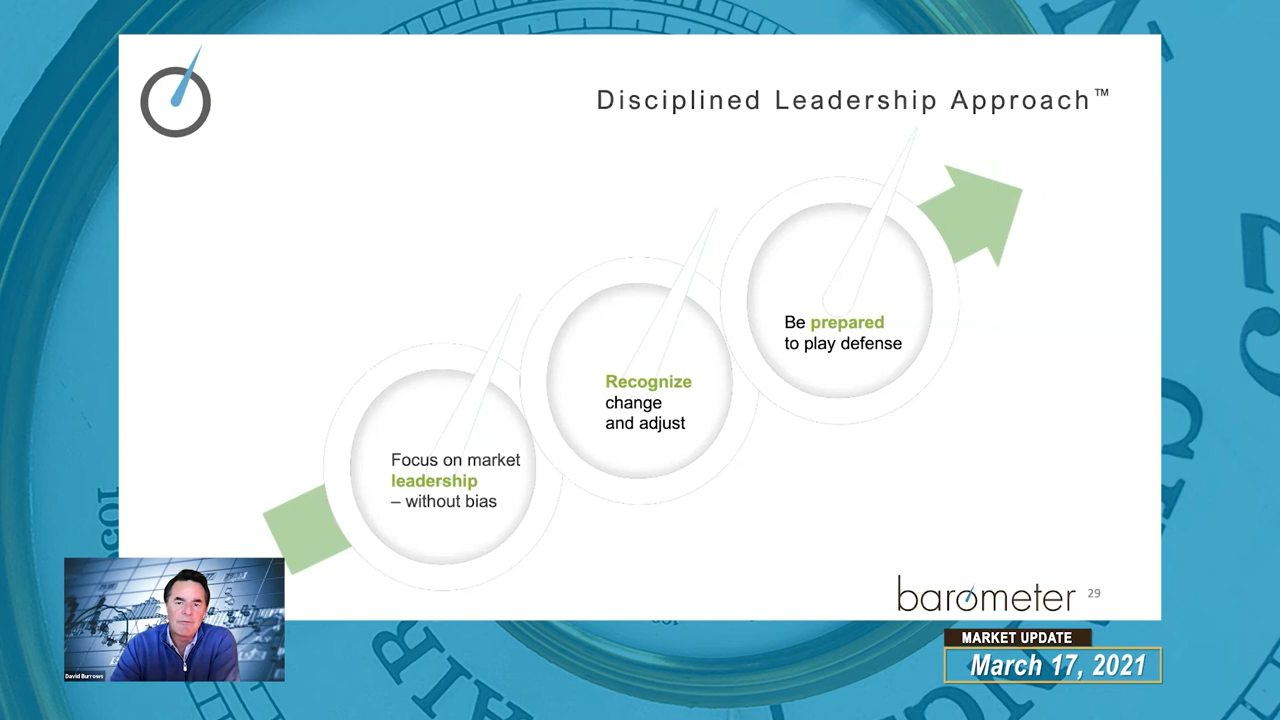 Disciplined Leadership Approach™
Be prepared
to play defense
Recognize
change
and adjust
Focus on market
leadership
– without bias
barometer
29
David Burrows
MARKET UPDATE
March 17, 2021